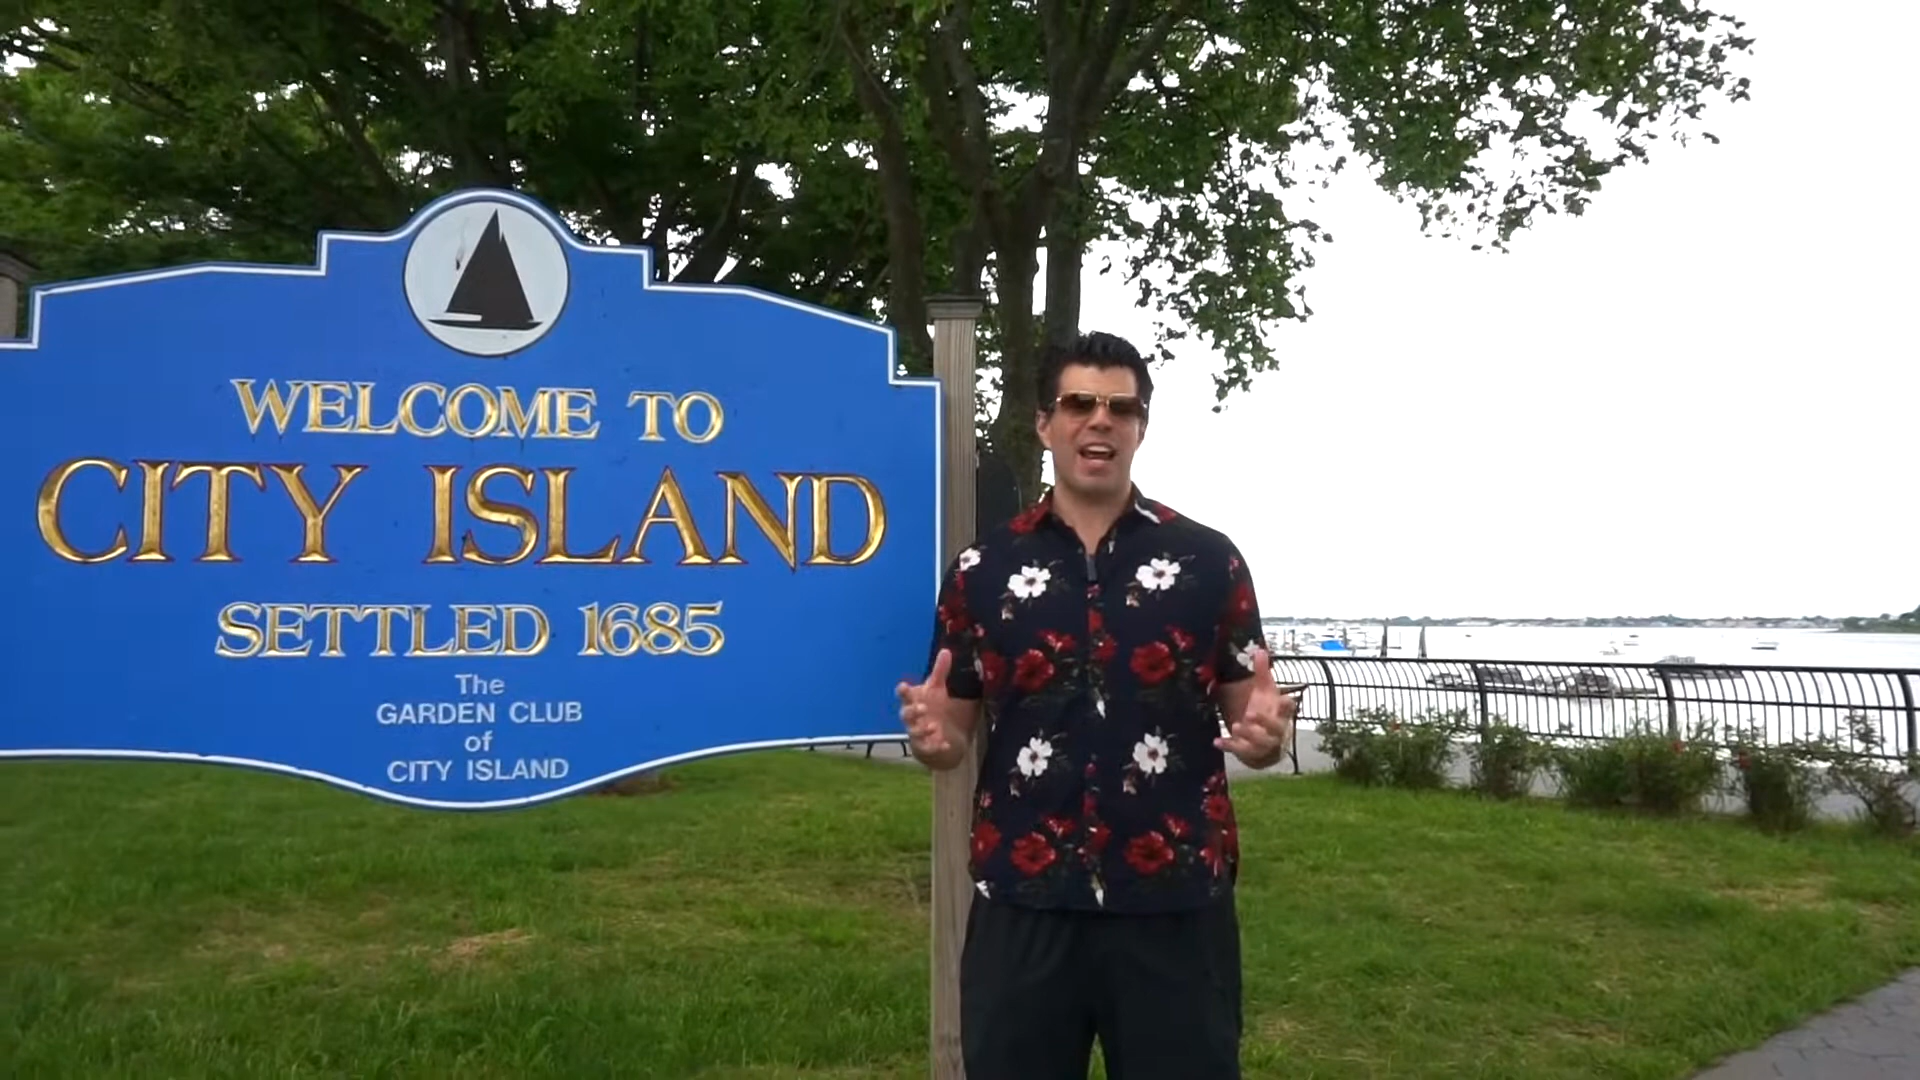 WELCOME TO
CITY ISLAND
SETTLED 1685
The
GARDEN CLUB
of
CITY ISLAND